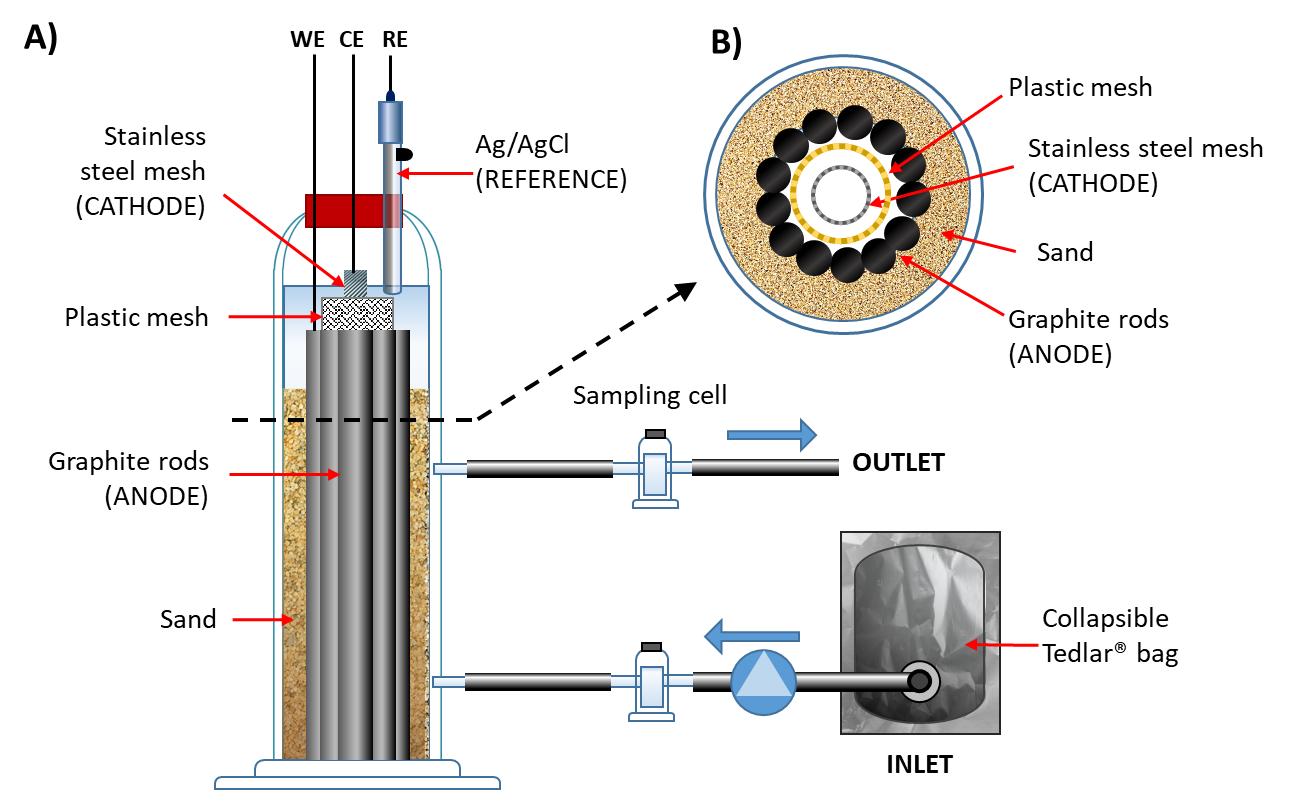 A)
WE CE RE
Stainless
steel mesh
(CATHODE)
Ag/AgCl
(REFERENCE)
Plastic mesh
Graphite rods
(ANODE)
Sand
B)
Plastic mesh
Stainless steel mesh
(CATHODE)
Sand
Graphite rods
(ANODE)
Sampling cell
OUTLET
Collapsible
Tedlar® bag
INLET